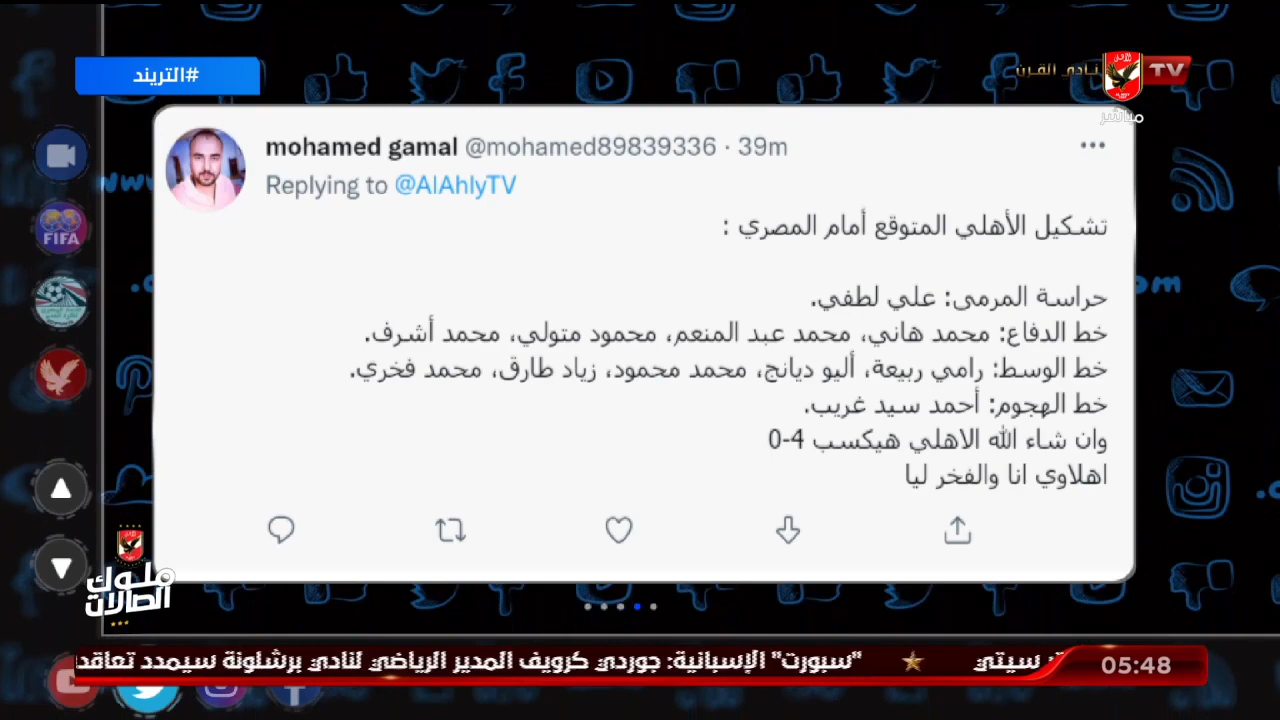 #التريند
نادي القرن
TV
مباشر
mohamed gamal @mohamed89839336 · 39m
Replying to @AlAhlyTV
تشكيل الأهلي المتوقع أمام المصري :
حراسة المرمى: علي لطفي.
خط الدفاع: محمد هاني، محمد عبد المنعم، محمود متولي، محمد أشرف.
خط الوسط: رامي ربيعة، أليو ديانج، محمد محمود، زياد طارق، محمد فخري.
خط الهجوم: أحمد سيد غريب.
وان شاء الله الاهلي هيكسب 4-0
اهلاوي انا والفخر ليا
FIFA
ملوك
الصالات
سيتي ★ "سبورت" الإسبانية: جوردي كرويف المدير الرياضي لنادي برشلونة سيمدد تعاقد
05:48